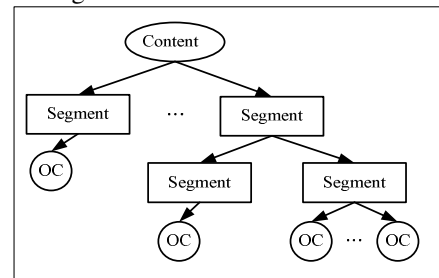 Content
Segment ... Segment
OC
Segment Segment
OC OC ... OC